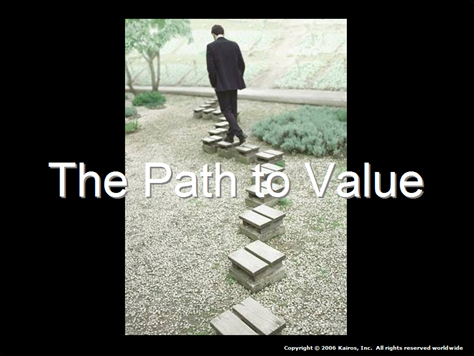 The Path to Value
Copyright © 2006 Kairos, Inc. All rights reserved worldwide